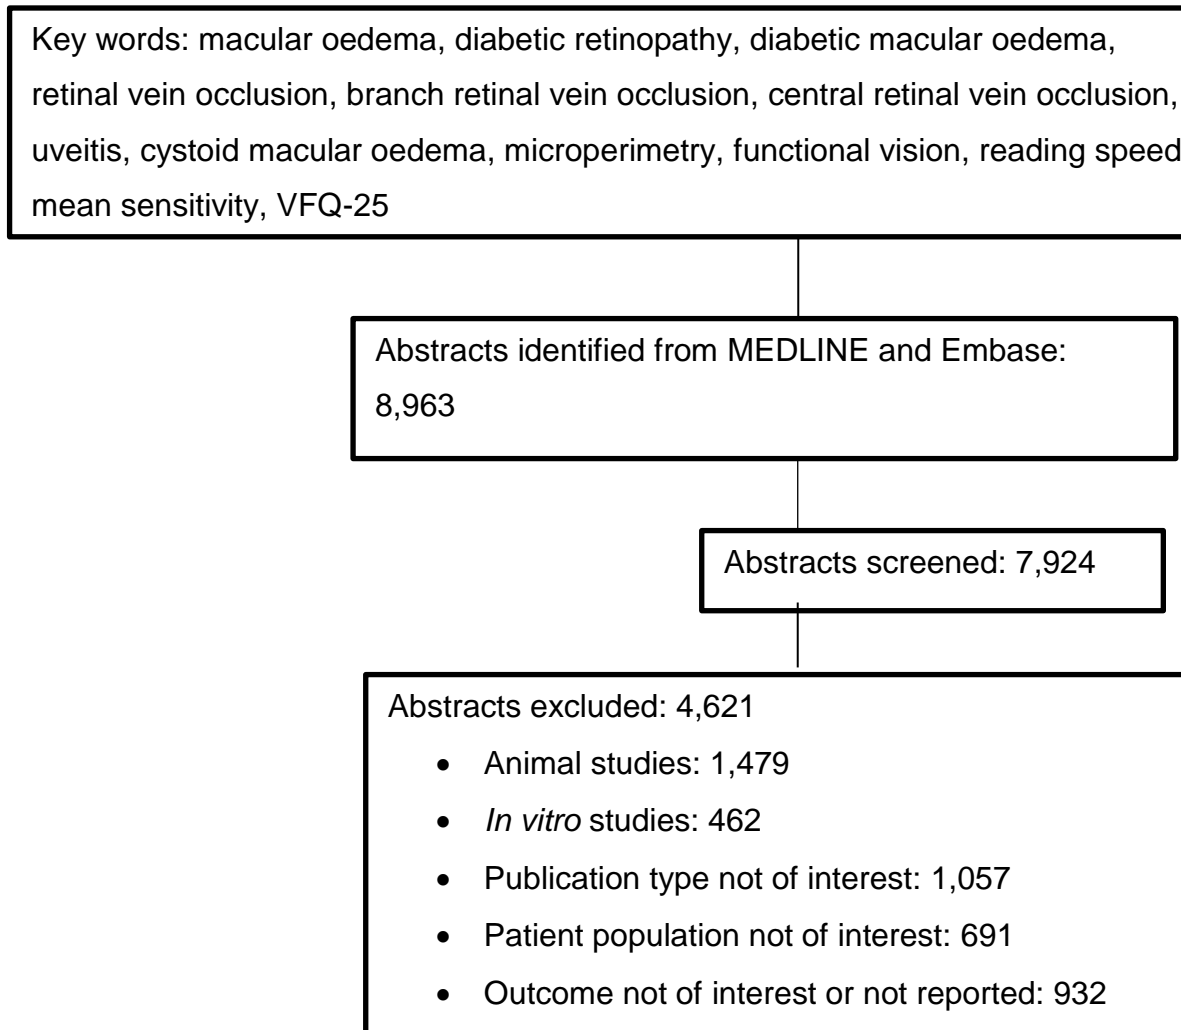 Key words: macular oedema, diabetic retinopathy, diabetic macular oedema,
retinal vein occlusion, branch retinal vein occlusion, central retinal vein occlusion,
uveitis, cystoid macular oedema, microperimetry, functional vision, reading speed
mean sensitivity, VFQ-25
Abstracts identified from MEDLINE and Embase:
8,963
Abstracts screened: 7,924
Abstracts excluded: 4,621
• Animal studies: 1,479
• In vitro studies: 462
• Publication type not of interest: 1,057
• Patient population not of interest: 691
• Outcome not of interest or not reported: 932